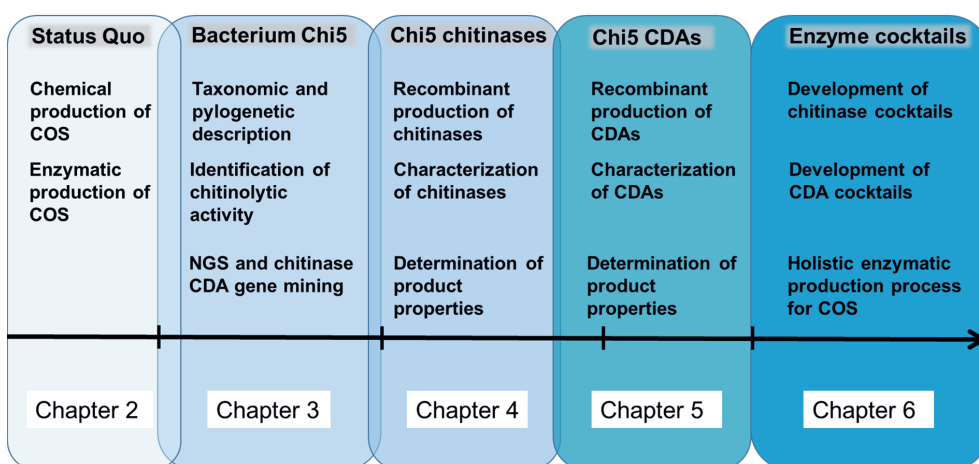 Status Quo
Chemical
production of
COS
Enzymatic
production of
COS
Chapter 2
Bacterium Chi5
Taxonomic and
pylogenetic
description
Identification of
chitinolytic
activity
NGS and chitinase
CDA gene mining
Chapter 3
Chi5 chitinases
Recombinant
production of
chitinases
Characterization
of chitinases
Determination of
product
properties
Chapter 4
Chi5 CDAs
Recombinant
production of
CDAs
Characterization
of CDAs
Determination of
product
properties
Chapter 5
Enzyme cocktails
Development of
chitinase cocktails
Development of
CDA cocktails
Holistic enzymatic
production process
for COS
Chapter 6